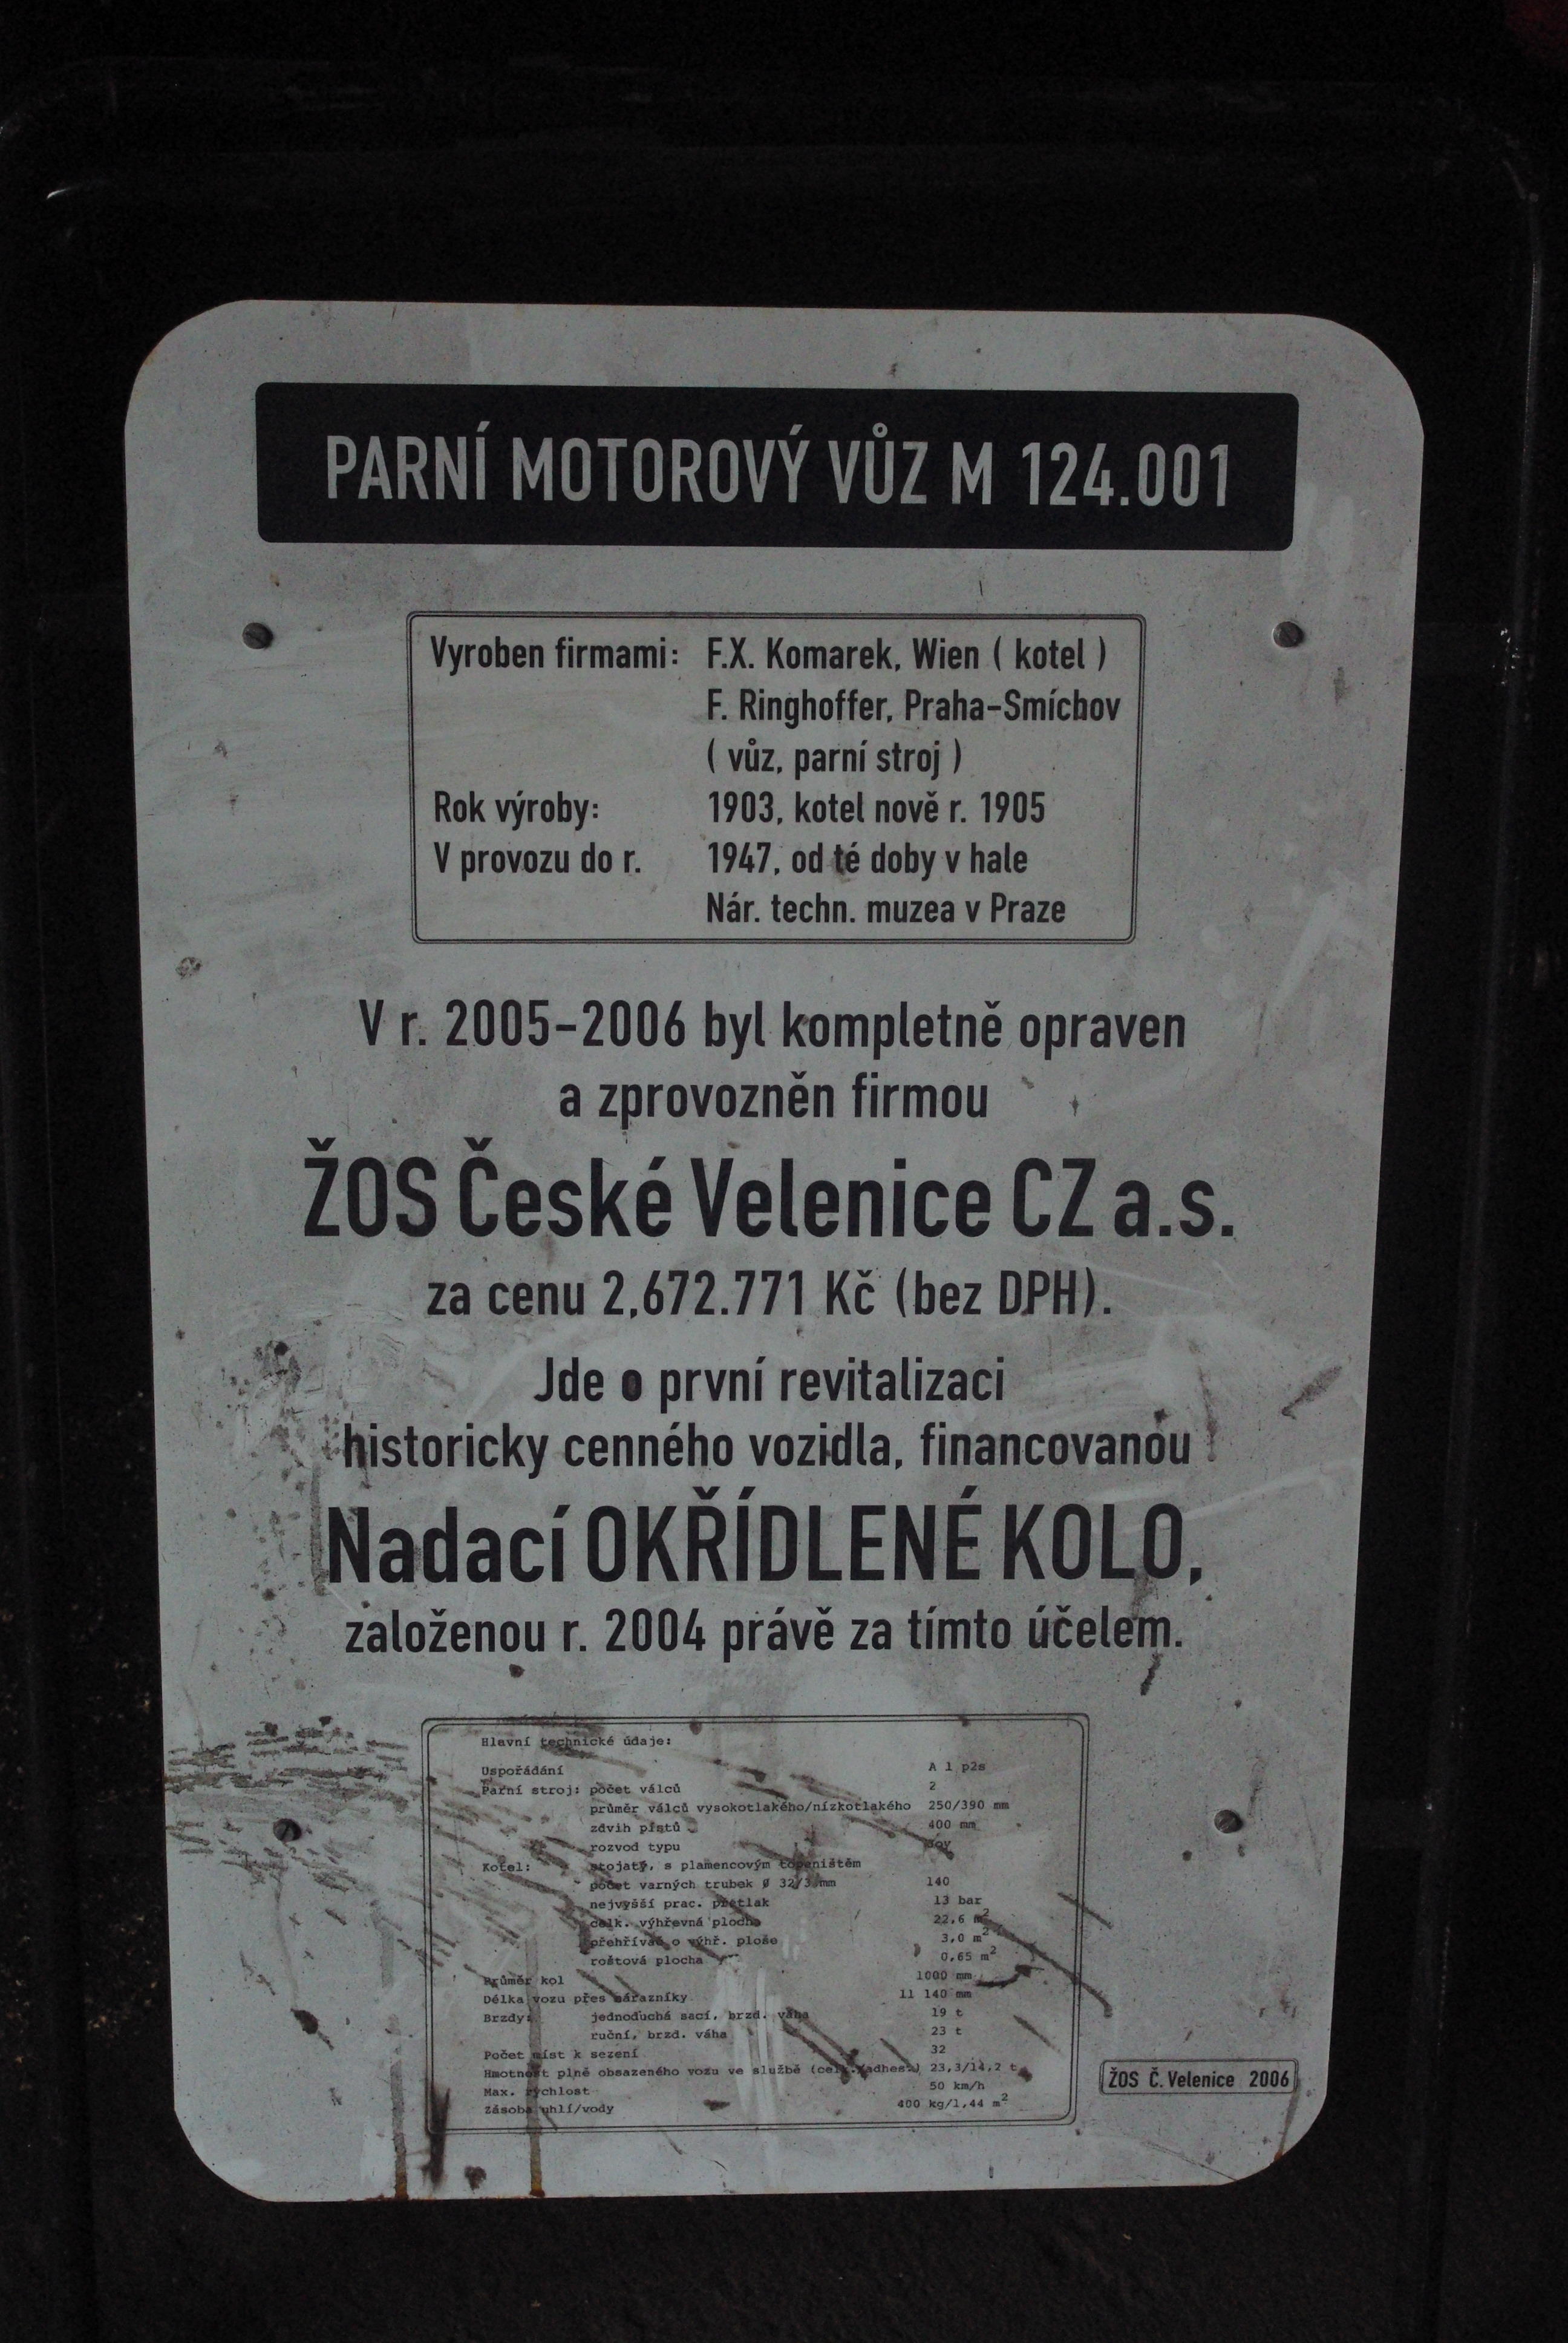 PARNÍ MOTOROVÝ VŮZ M 124.001
Vyroben firmami: F.X. Komarek, Wien ( kotel )
F. Ringhoffer, Praha-Smíchov
( vůz, parní stroj )
Rok výroby: 1903, kotel nově r. 1905
V provozu do r. 1947, od té doby v hale
Nár. techn. muzea v Praze
V r. 2005-2006 byl kompletně opraven
a zprovozněn firmou
ŽOS České Velenice CZ a.s.
za cenu 2,672.771 Kč (bez DPH).
Jde o první revitalizaci
historicky cenného vozidla, financovanou
Nadací OKŘÍDLENÉ KOLO,
založenou r. 2004 právě za tímto účelem.
Hlavní technické údaje:
Uspořádání A 1 p2s
Parní stroj: počet válců 2
průměr válců vysokotlakého/nízkotlakého 250/390 mm
zdvih pístů 400 mm
rozvod typu Joy
Kotel: stojatý, s plamencovým topeništěm
počet varných trubek Ø 32/3 mm 140
nejvyšší prac. přetlak 13 bar
celk. výhřevná plocha 22,6 m²
přehřívač o výhř. ploše 3,0 m²
roštová plocha 0,65 m²
Průměr kol 1000 mm
Délka vozu přes nárazníky 11 140 mm
Brzdy: jednoduchá sací, brzd. váha 19 t
ruční, brzd. váha 23 t
Počet míst k sezení 32
Hmotnost plně obsazeného vozu ve službě (celk./adhes.) 23,3/14,2 t
Max. rychlost 50 km/h
Zásoba uhlí/vody 400 kg/1,44 m²
ŽOS Č. Velenice 2006